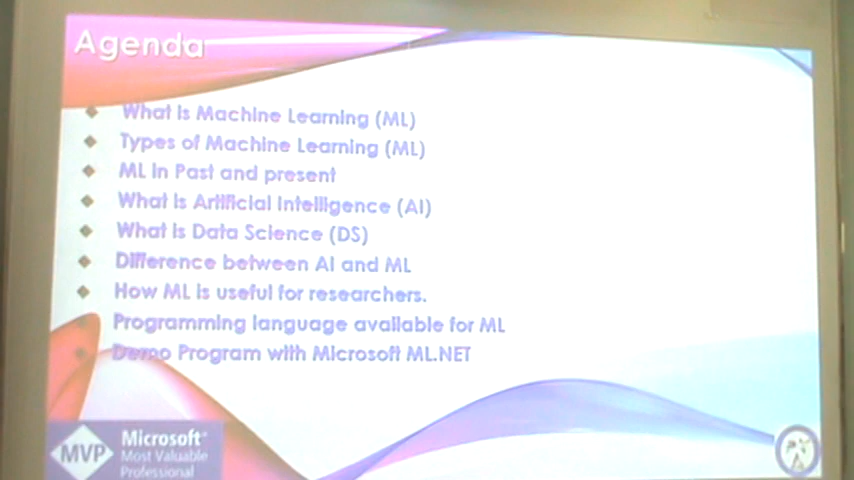 Agenda
What is Machine Learning (ML)
Types of Machine Learning (ML)
ML in Past and present
What is Artificial Intelligence (AI)
What is Data Science (DS)
Difference between AI and ML
How ML is useful for researchers.
Programming language available for ML
Demo Program with Microsoft ML.NET
MVP
Microsoft®
Most Valuable
Professional